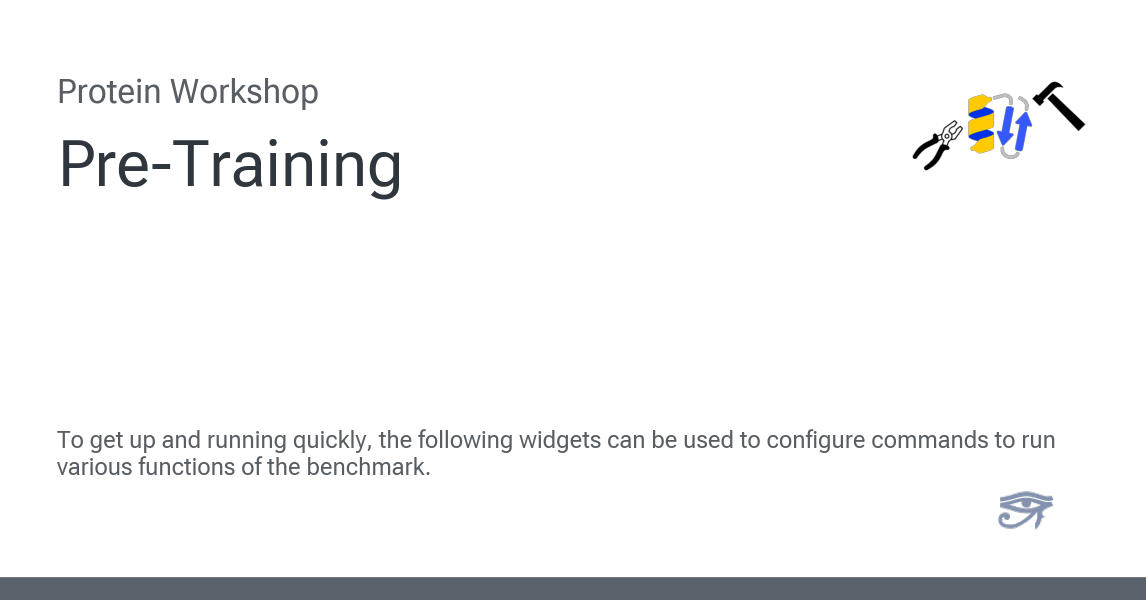 Protein Workshop
Pre-Training
To get up and running quickly, the following widgets can be used to configure commands to run
various functions of the benchmark.